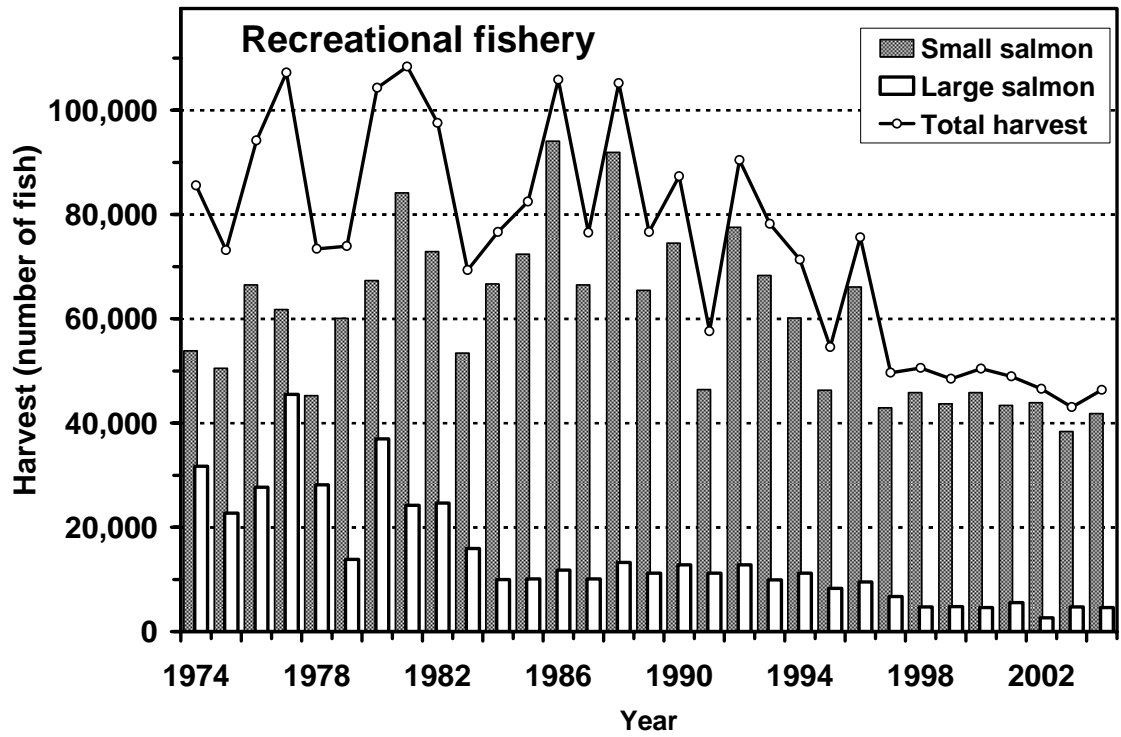 Recreational fishery
Small salmon
Large salmon
Total harvest
Harvest (number of fish)
100,000
80,000
60,000
40,000
20,000
0
1974 1978 1982 1986 1990 1994 1998 2002
Year